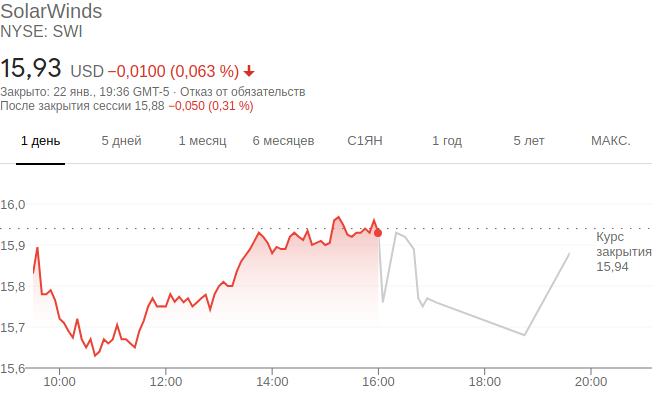 SolarWinds
NYSE: SWI
15,93 USD −0,0100 (0,063 %)
Закрыто: 22 янв., 19:36 GMT-5 · Отказ от обязательств
После закрытия сессии 15,88 −0,050 (0,31 %)
1 день 5 дней 1 месяц 6 месяцев С1ЯН 1 год 5 лет МАКС.
16,0
15,9
15,8
15,7
15,6
Курс
закрытия
15,94
10:00 12:00 14:00 16:00 18:00 20:00